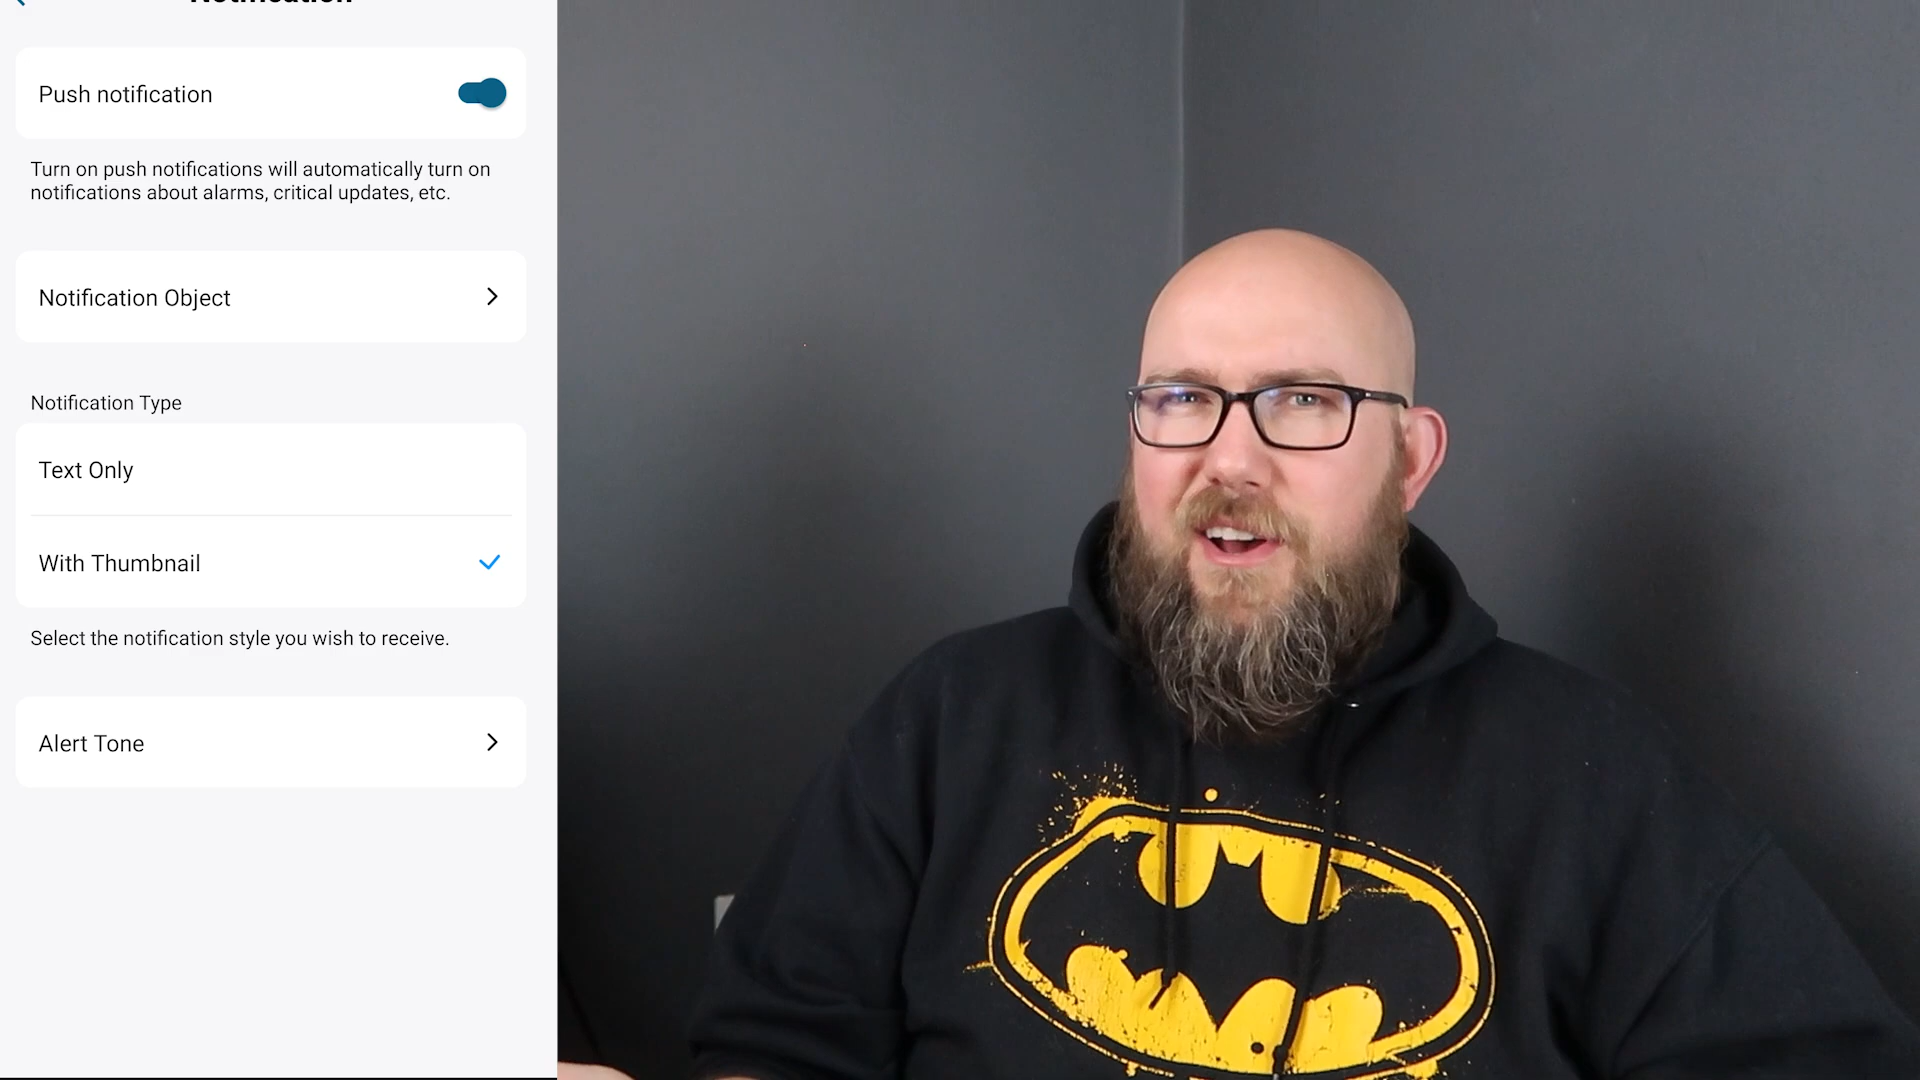 Notification
Push notification
Turn on push notifications will automatically turn on
notifications about alarms, critical updates, etc.
Notification Object
Notification Type
Text Only
With Thumbnail
Select the notification style you wish to receive.
Alert Tone